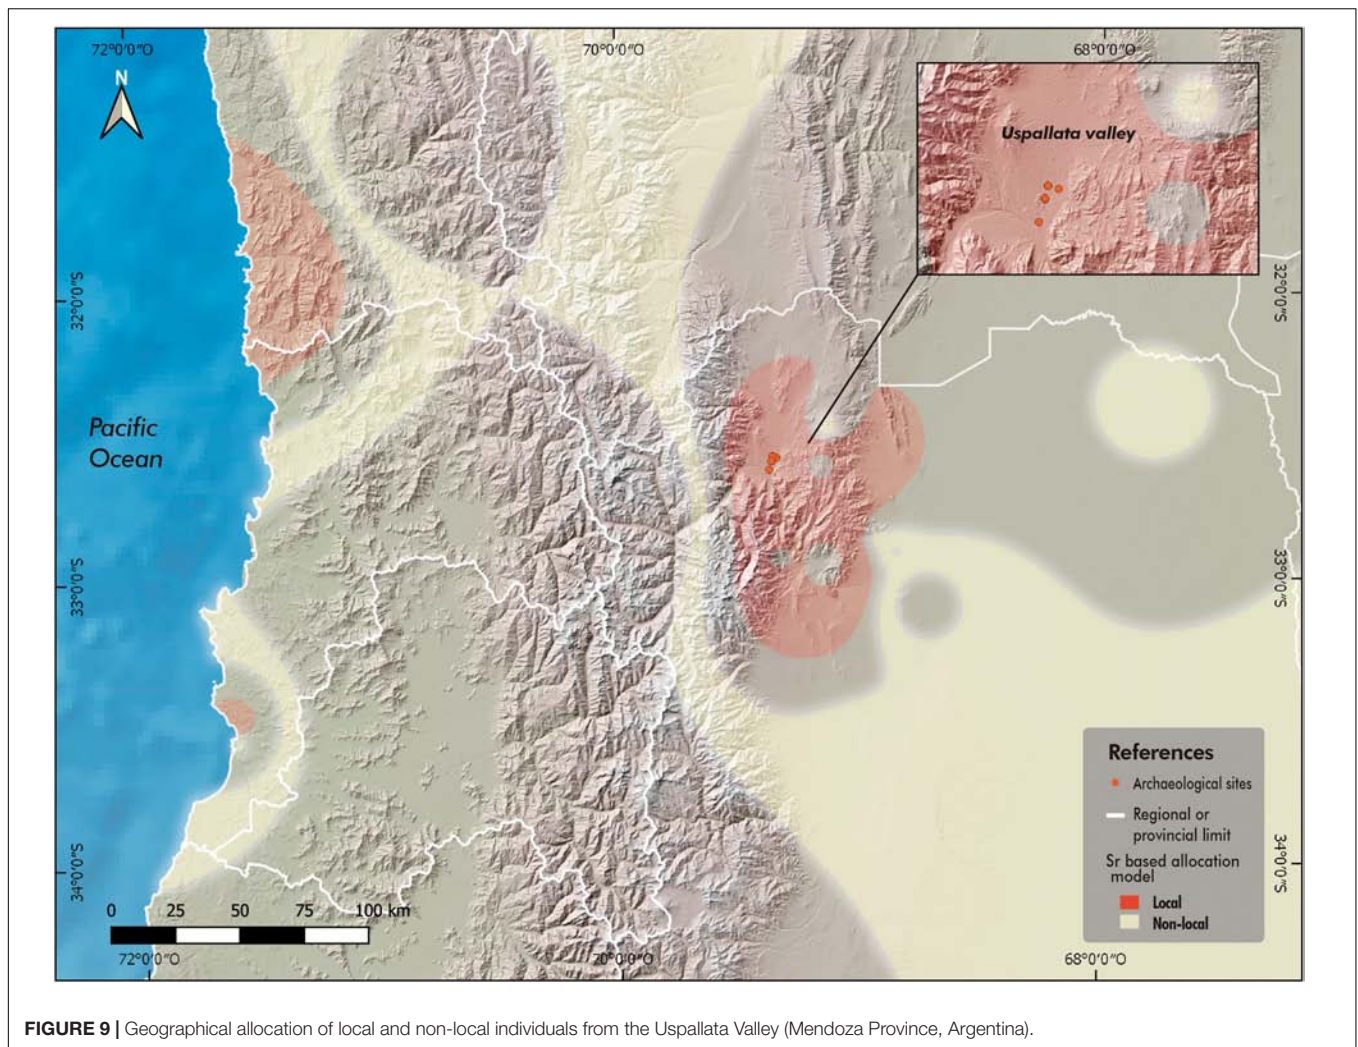 72°0'0"O
70°0'0"O
68°0'0"O
N
Uspallata valley
32°0'0"S
32°0'0"S
Pacific
Ocean
33°0'0"S
33°0'0"S
References
Archaeological sites
Regional or
provincial limit
Sr based allocation
model
Local
Non-local
34°0'0"S
34°0'0"S
0 25 50 75 100 km
72°0'0"O
70°0'0"O
68°0'0"O
FIGURE 9 | Geographical allocation of local and non-local individuals from the Uspallata Valley (Mendoza Province, Argentina).